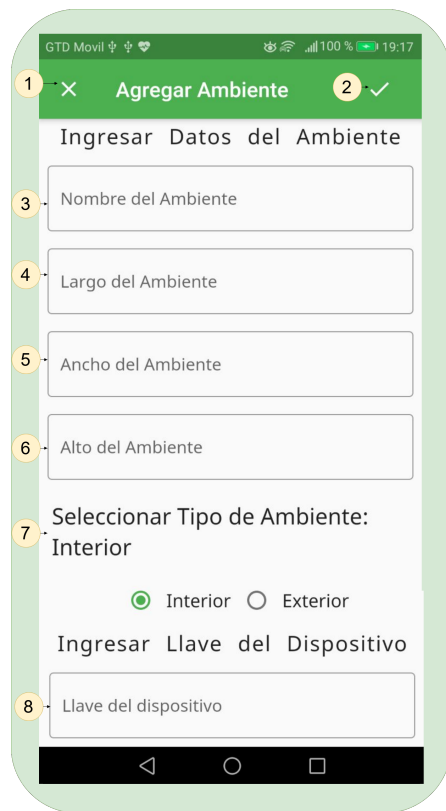 GTD Movil 100 % 19:17
1 Agregar Ambiente 2
Ingresar Datos del Ambiente
3 Nombre del Ambiente
4 Largo del Ambiente
5 Ancho del Ambiente
6 Alto del Ambiente
Seleccionar Tipo de Ambiente:
7 Interior
Interior Exterior
Ingresar Llave del Dispositivo
8 Llave del dispositivo